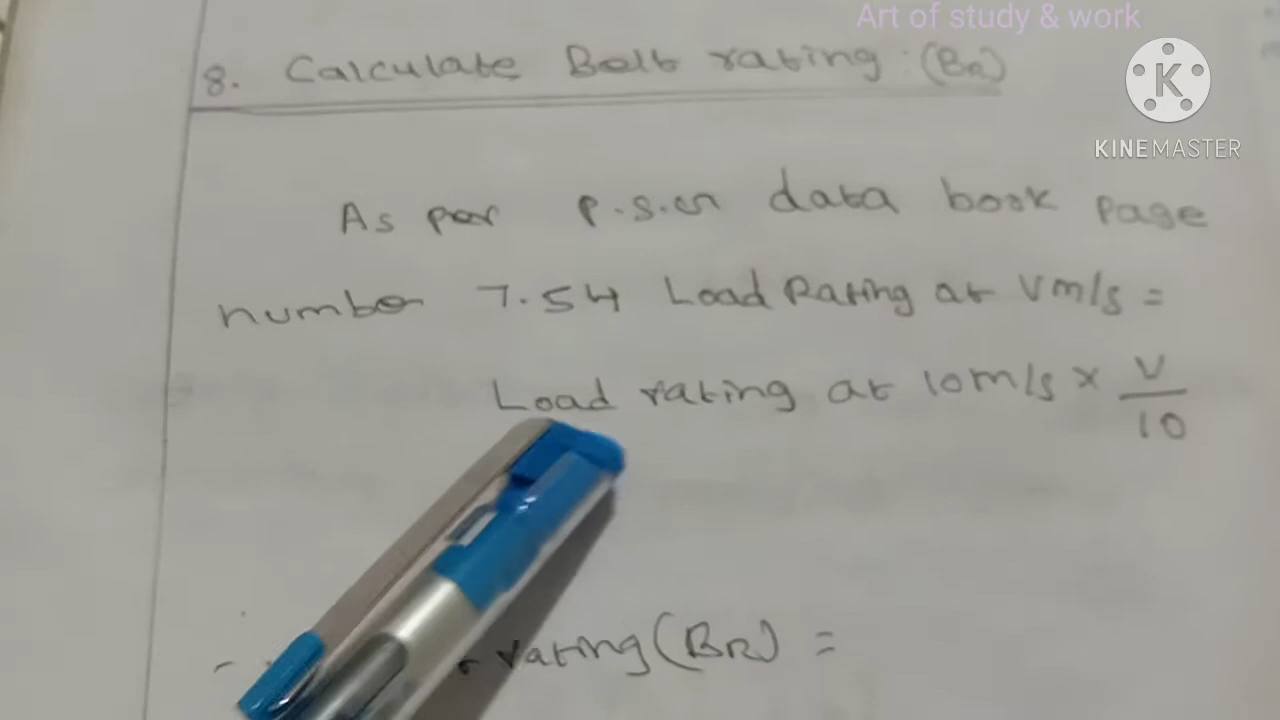 Art of study & work
K
KINEMASTER
8. Calculate Belt rating : (BR)
As per P.S.G data book page
number 7.54 Load Rating at V m/s =
Load rating at 10 m/s × V/10
rating (BR) =